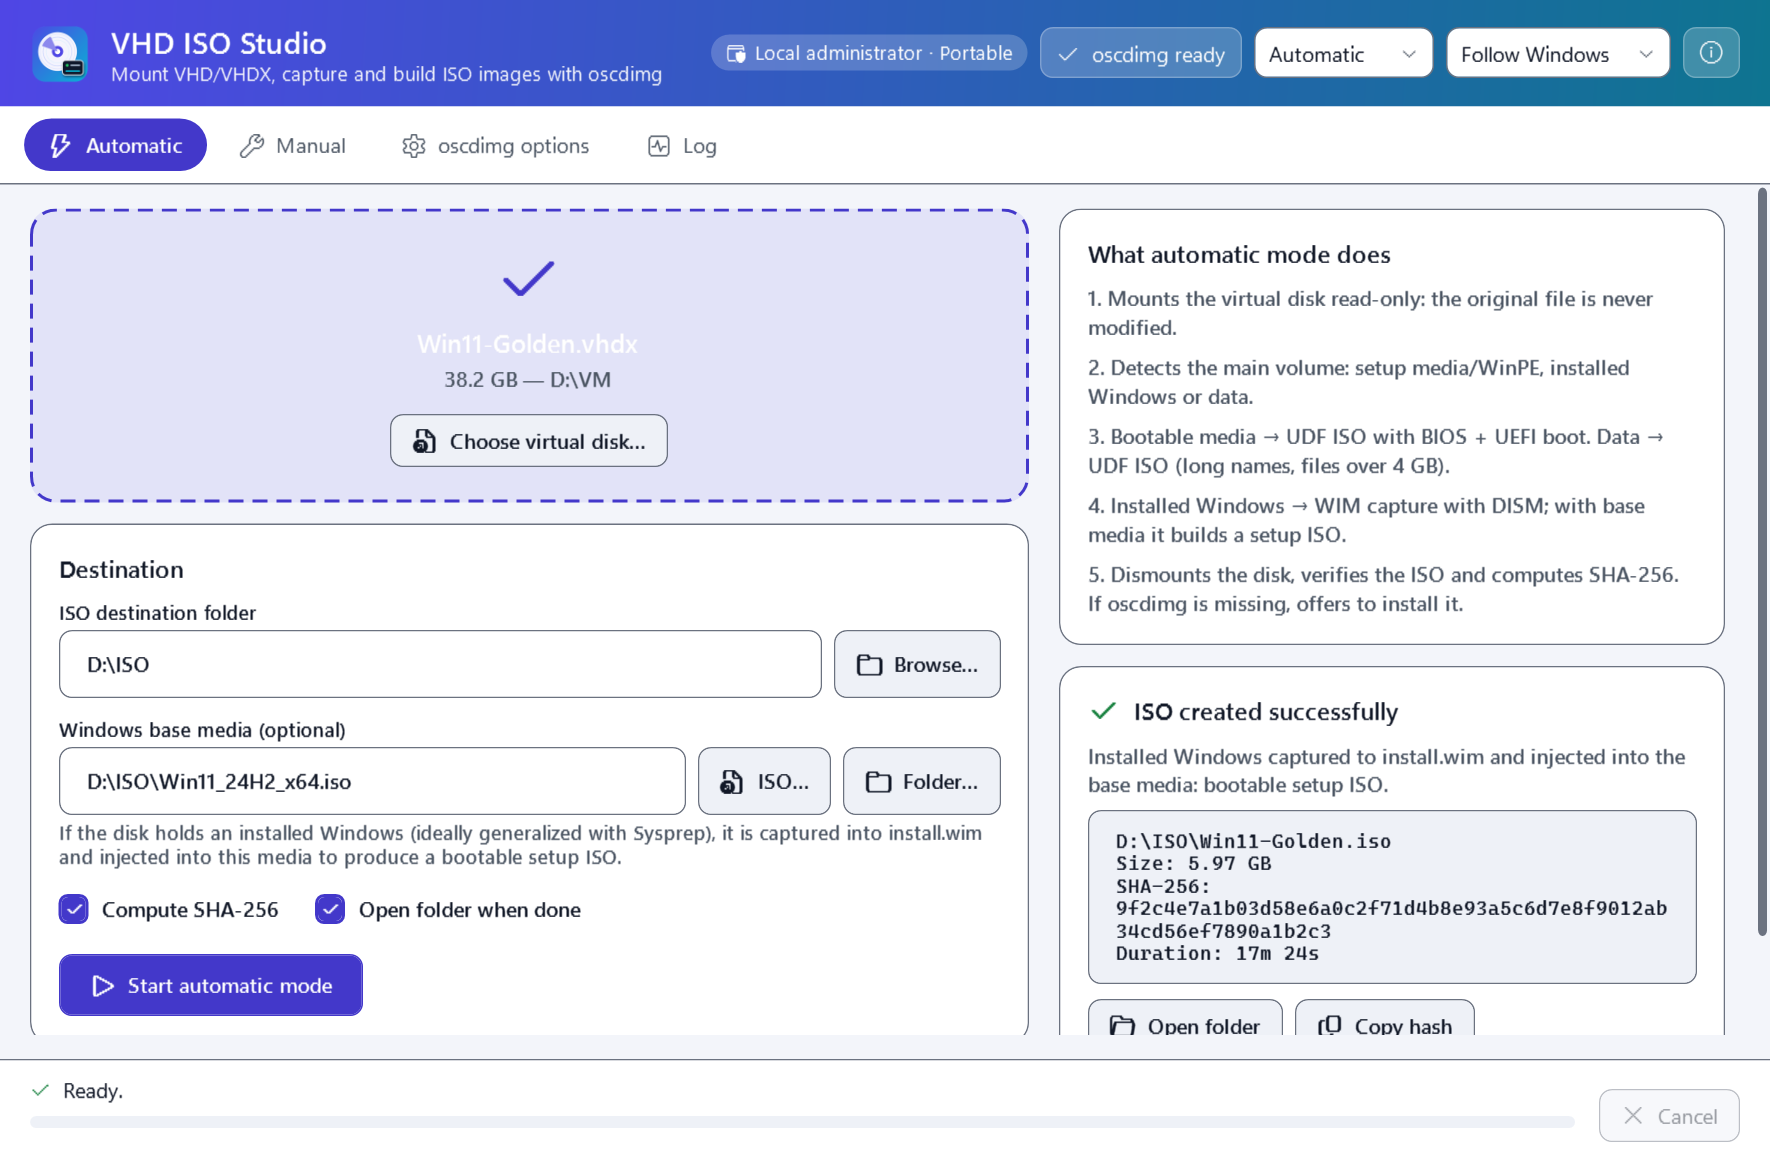 VHD ISO Studio
Mount VHD/VHDX, capture and build ISO images with oscdimg
Local administrator · Portable
oscdimg ready
Automatic
Follow Windows
Automatic
Manual
oscdimg options
Log
Win11-Golden.vhdx
38.2 GB — D:\VM
Choose virtual disk...
Destination
ISO destination folder
D:\ISO
Browse...
Windows base media (optional)
D:\ISO\Win11_24H2_x64.iso
ISO...
Folder...
If the disk holds an installed Windows (ideally generalized with Sysprep), it is captured into install.wim
and injected into this media to produce a bootable setup ISO.
Compute SHA-256
Open folder when done
Start automatic mode
What automatic mode does
1. Mounts the virtual disk read-only: the original file is never
modified.
2. Detects the main volume: setup media/WinPE, installed
Windows or data.
3. Bootable media → UDF ISO with BIOS + UEFI boot. Data →
UDF ISO (long names, files over 4 GB).
4. Installed Windows → WIM capture with DISM; with base
media it builds a setup ISO.
5. Dismounts the disk, verifies the ISO and computes SHA-256.
If oscdimg is missing, offers to install it.
ISO created successfully
Installed Windows captured to install.wim and injected into the
base media: bootable setup ISO.
D:\ISO\Win11-Golden.iso
Size: 5.97 GB
SHA-256:
9f2c4e7a1b03d58e6a0c2f71d4b8e93a5c6d7e8f9012ab
34cd56ef7890a1b2c3
Duration: 17m 24s
Open folder
Copy hash
Ready.
Cancel